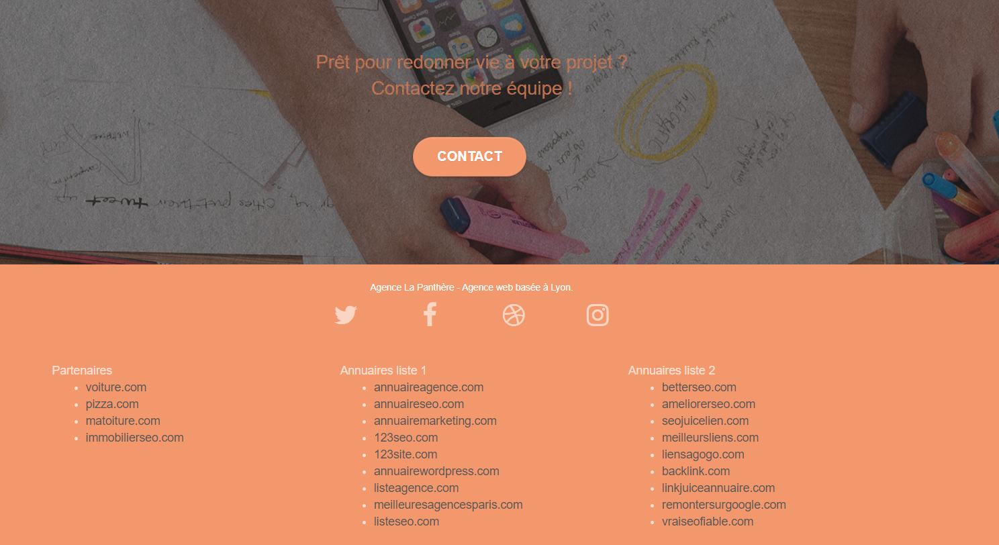 Prêt pour redonner vie à votre projet ?
Contactez notre équipe !
CONTACT
tweet
Agence La Panthère - Agence web basée à Lyon.
Partenaires
voiture.com
pizza.com
matoiture.com
immobilierseo.com
Annuaires liste 1
annuaireagence.com
annuaireseo.com
annuairemarketing.com
123seo.com
123site.com
annuairewordpress.com
listeagence.com
meilleuresagencesparis.com
listeseo.com
Annuaires liste 2
betterseo.com
ameliorerseo.com
seojuicelien.com
meilleursliens.com
liensagogo.com
backlink.com
linkjuiceannuaire.com
remontersurgoogle.com
vraiseofiable.com